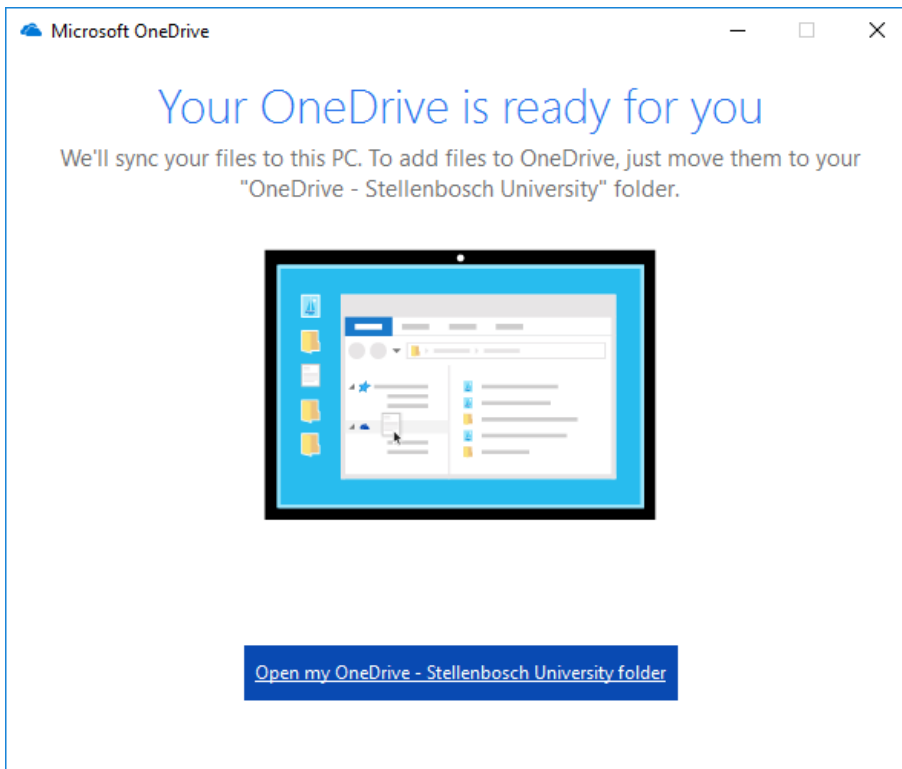 Microsoft OneDrive
Your OneDrive is ready for you
We'll sync your files to this PC. To add files to OneDrive, just move them to your
"OneDrive - Stellenbosch University" folder.
Open my OneDrive - Stellenbosch University folder